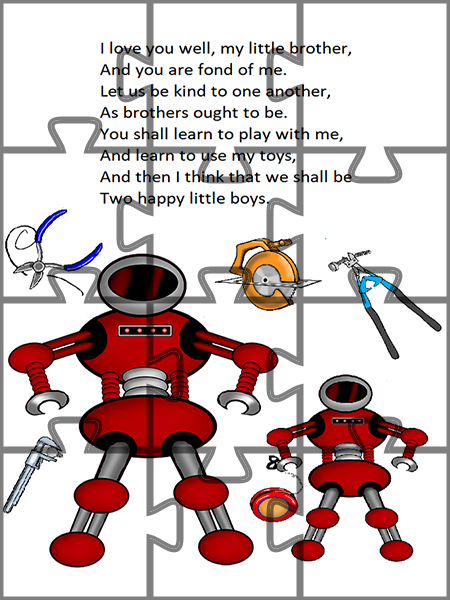 I love you well, my little brother,
And you are fond of me.
Let us be kind to one another,
As brothers ought to be.
You shall learn to play with me,
And learn to use my toys,
And then I think that we shall be
Two happy little boys.